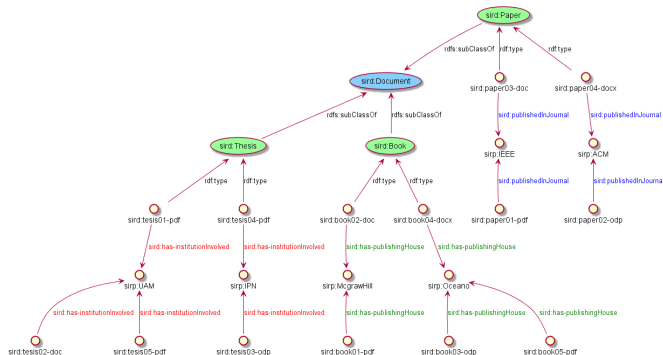 sird:Paper
rdfs:subClassOf
rdf:type
rdf:type
sird:Document
sird:paper03-doc
sird:paper04-docx
rdfs:subClassOf
rdfs:subClassOf
sird:publishedInJournal
sird:publishedInJournal
sird:Thesis
sird:Book
sirp:IEEE
sirp:ACM
rdf:type
rdf:type
rdf:type
rdf:type
sird:publishedInJournal
sird:publishedInJourna
sird:tesis01-pdf
sird:tesis04-pdf
sird:book02-doc
sird:book04-docx
sird:paper01-pdf
sird:paper02-odp
sird:has-institutionInvolved
sird:has-institutionInvolved
sird:has-publishingHouse
sird:has-publishingHouse
sirp:UAM
sirp:IPN
sirp:McgrawHill
sirp:Oceano
sird:has-institutionInvolved
sird:has-institutionInvolved
sird:has-institutionInvolved
sird:has-publishingHouse
sird:has-publishingHouse
sird:has-publishingHouse
sird:tesis02-doc
sird:tesis05-pdf
sird:tesis03-odp
sird:book01-pdf
sird:book03-odp
sird:book05-pdf